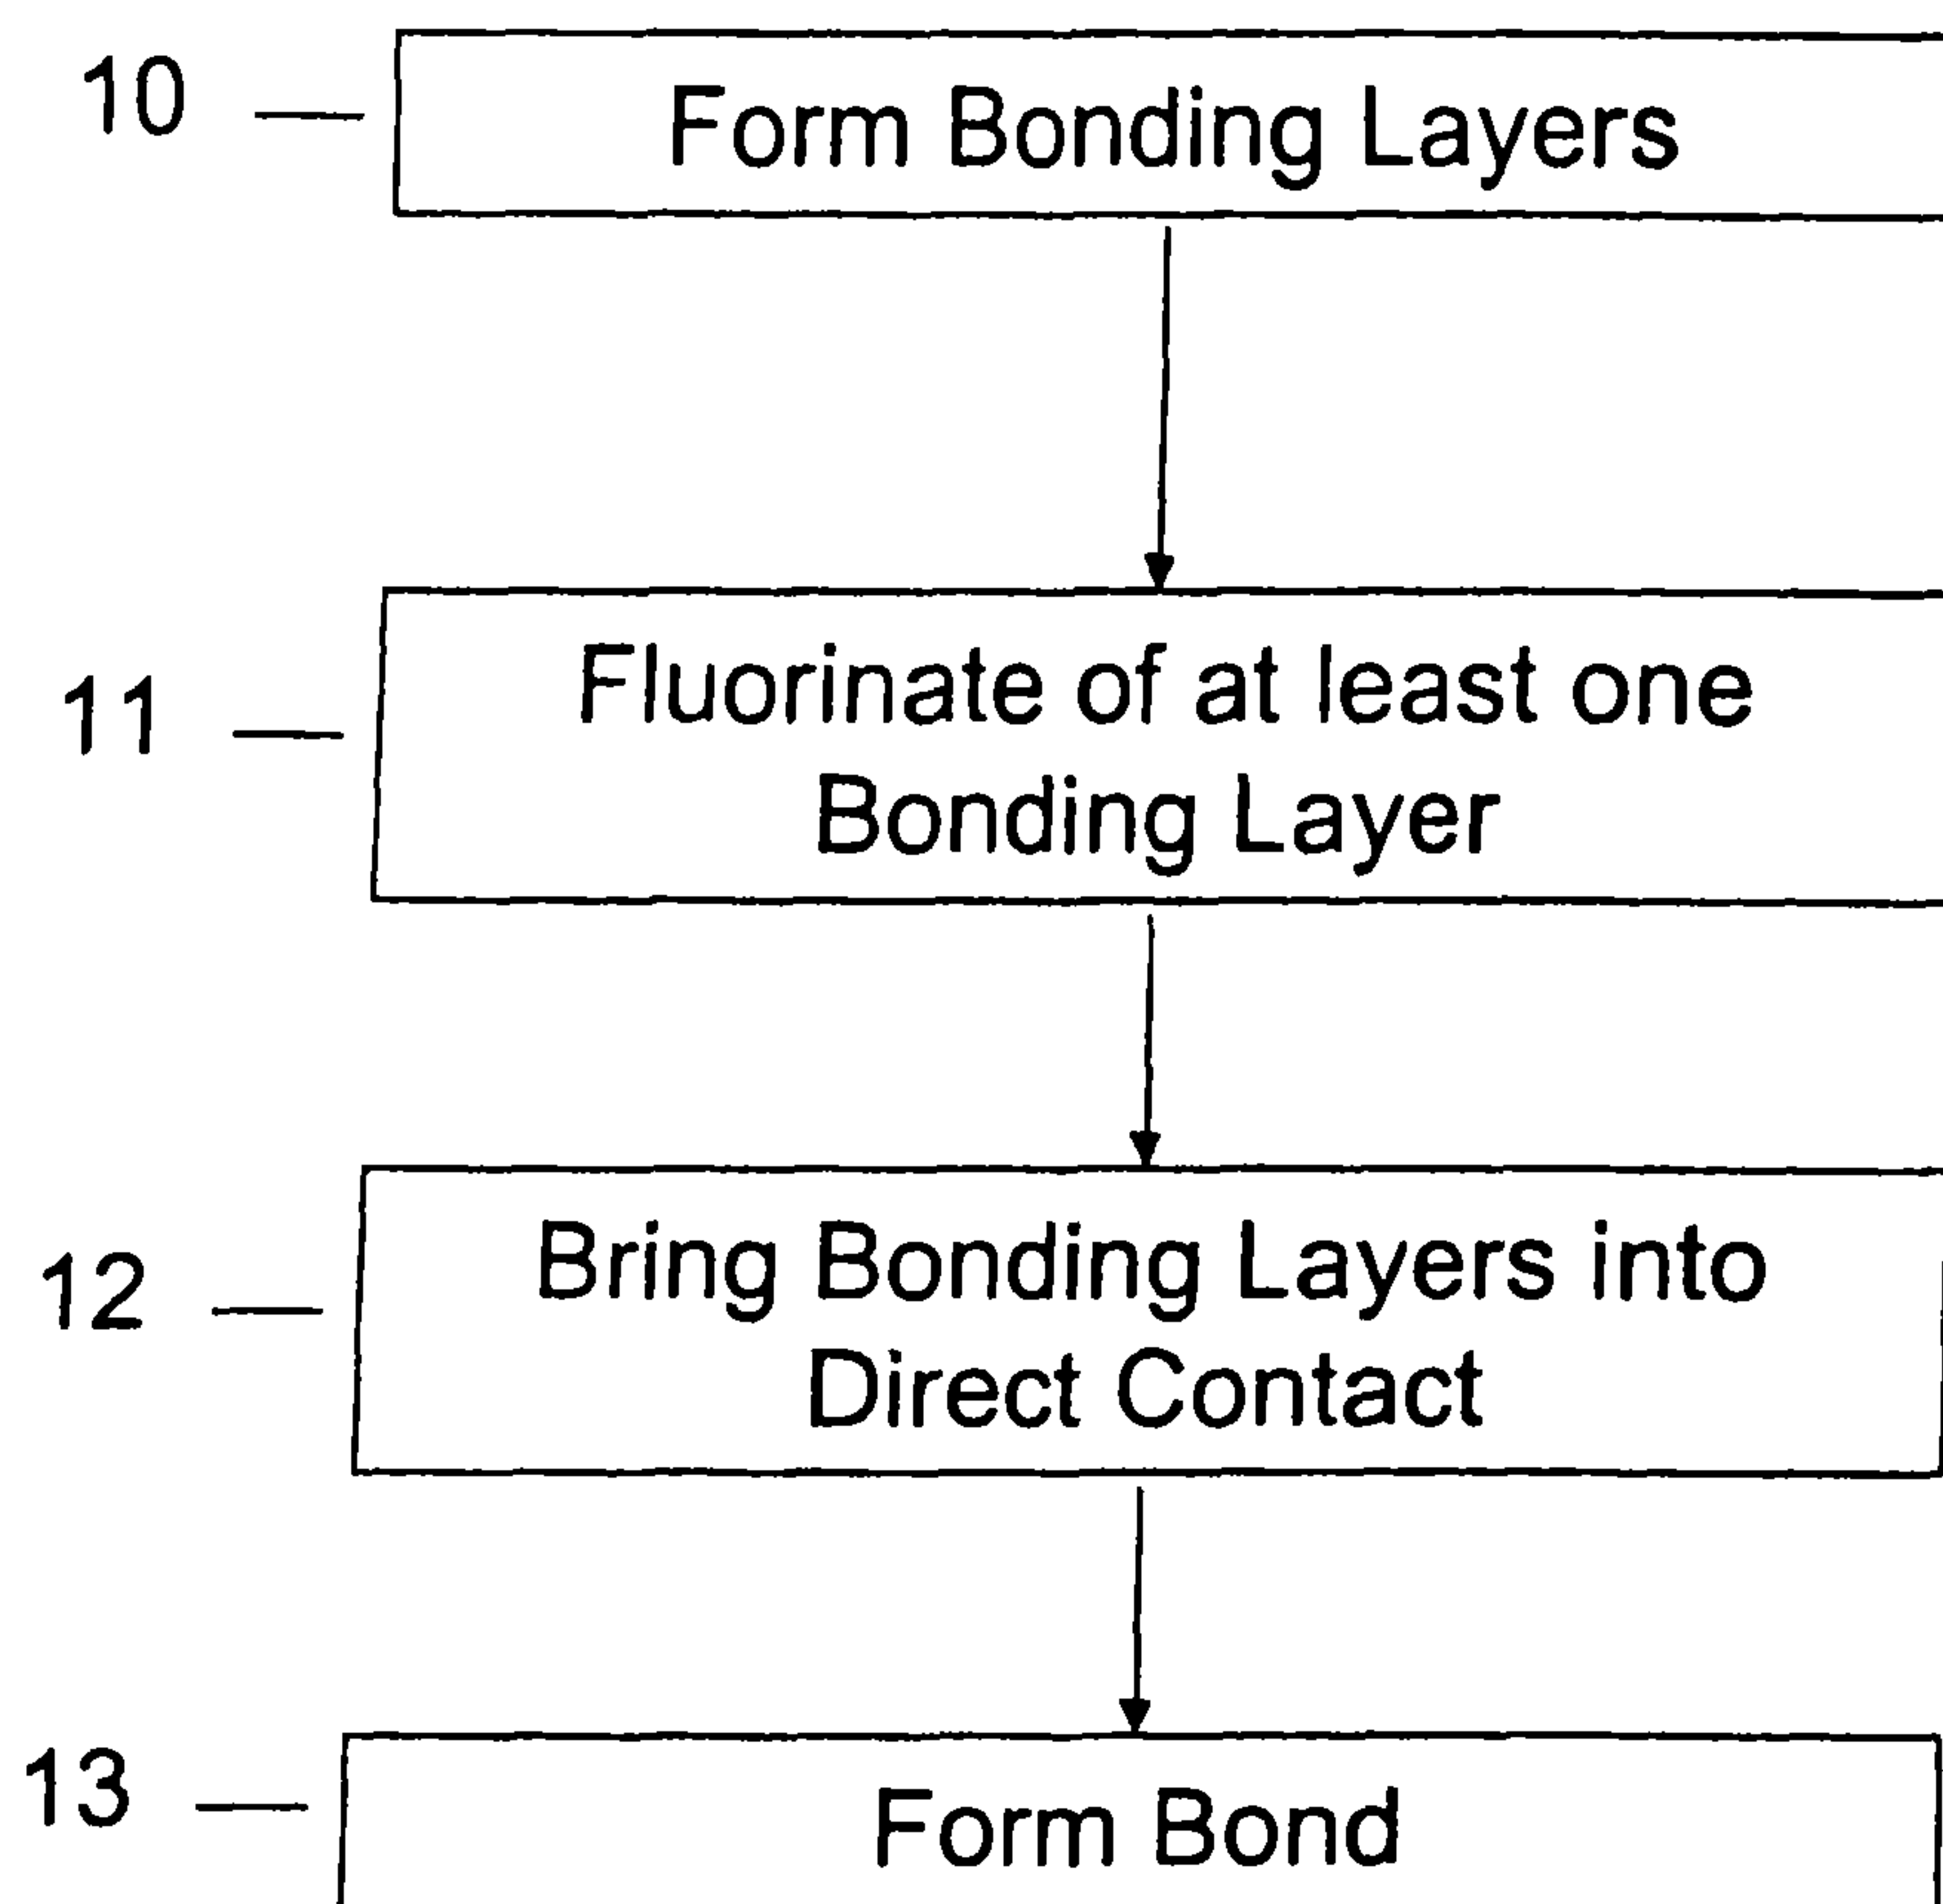 10
Form Bonding Layers
11
Fluorinate of at least one
Bonding Layer
12
Bring Bonding Layers into
Direct Contact
13
Form Bond